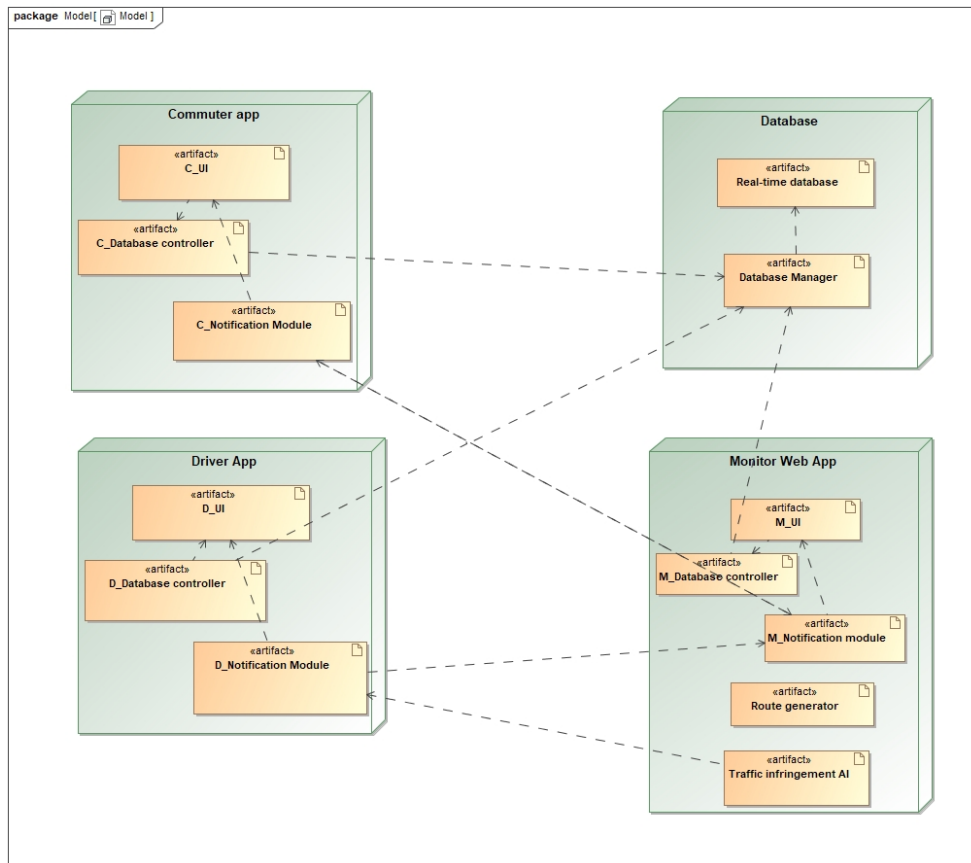 package Model[ Model ]
Commuter app
«artifact»
C_UI
«artifact»
C_Database controller
«artifact»
C_Notification Module
Database
«artifact»
Real-time database
«artifact»
Database Manager
Driver App
«artifact»
D_UI
«artifact»
D_Database controller
«artifact»
D_Notification Module
Monitor Web App
«artifact»
M_UI
«artifact»
M_Database controller
«artifact»
M_Notification module
«artifact»
Route generator
«artifact»
Traffic infringement AI